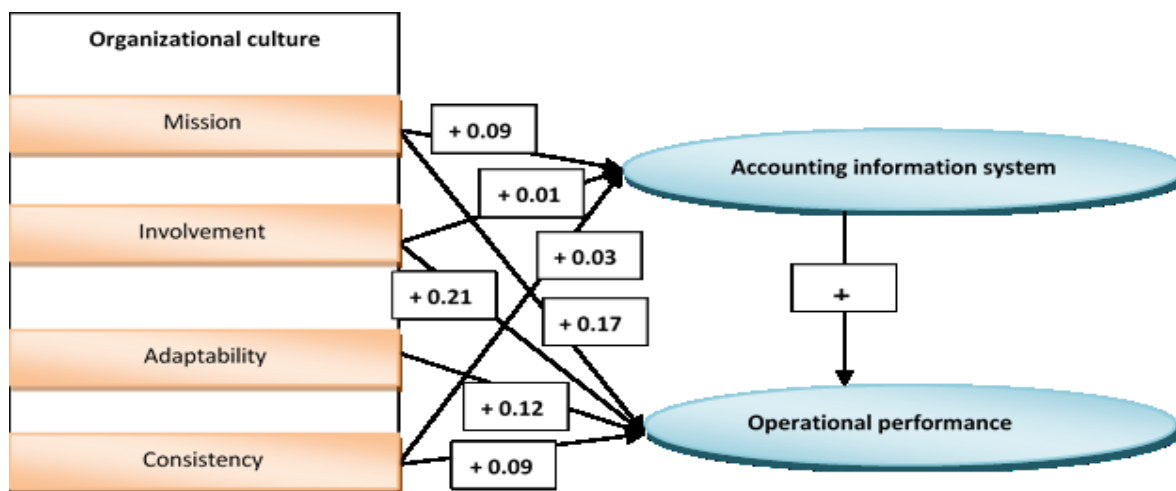 Organizational culture
Mission
+ 0.09
Accounting information system
+ 0.01
Involvement
+ 0.03
+ 0.21
+
+ 0.17
Adaptability
+ 0.12
Operational performance
Consistency
+ 0.09